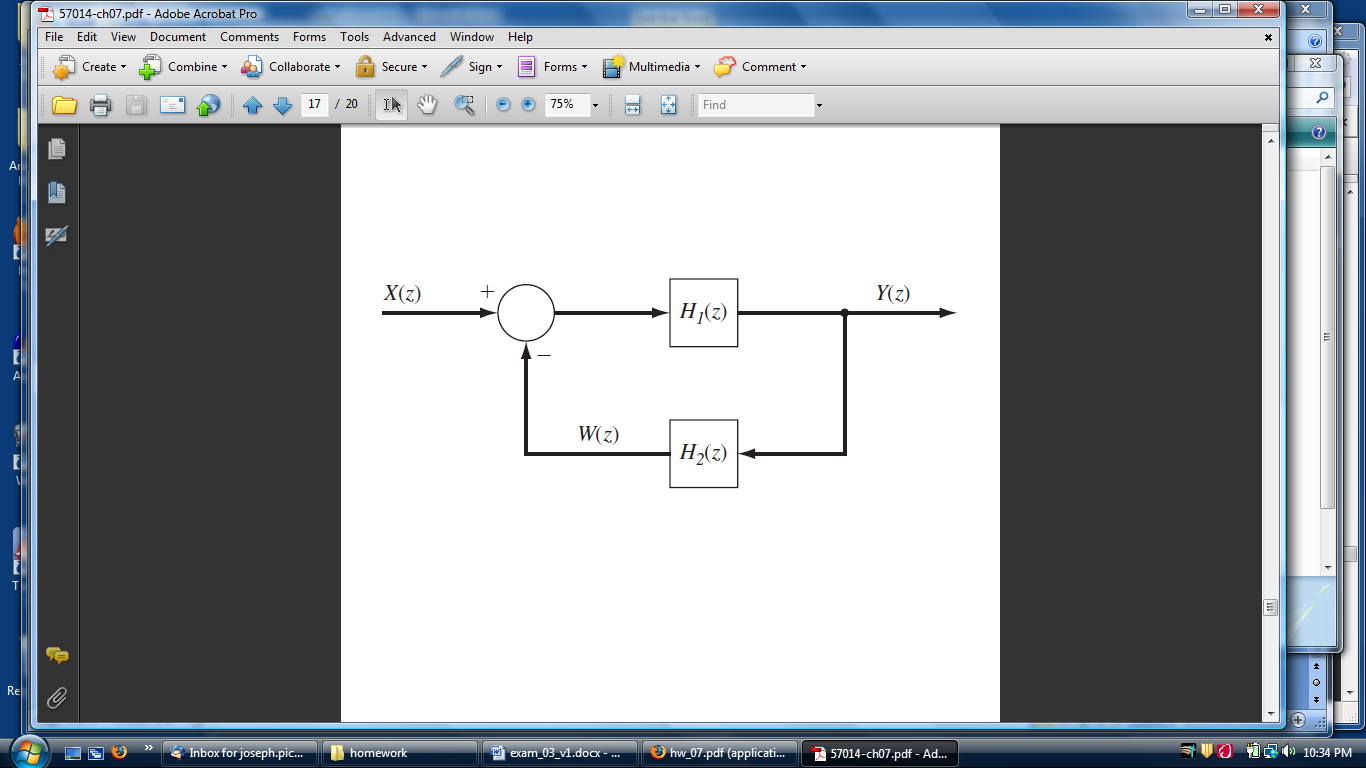 57014-ch07.pdf - Adobe Acrobat Pro
File Edit View Document Comments Forms Tools Advanced Window Help
Create Combine Collaborate Secure Sign Forms Multimedia Comment
17 / 20 75% Find
X(z) + H1(z) Y(z)
−
W(z) H2(z)
Inbox for joseph.pic... homework exam_03_v1.docx - ... hw_07.pdf (applicati... 57014-ch07.pdf - Ad... 10:34 PM